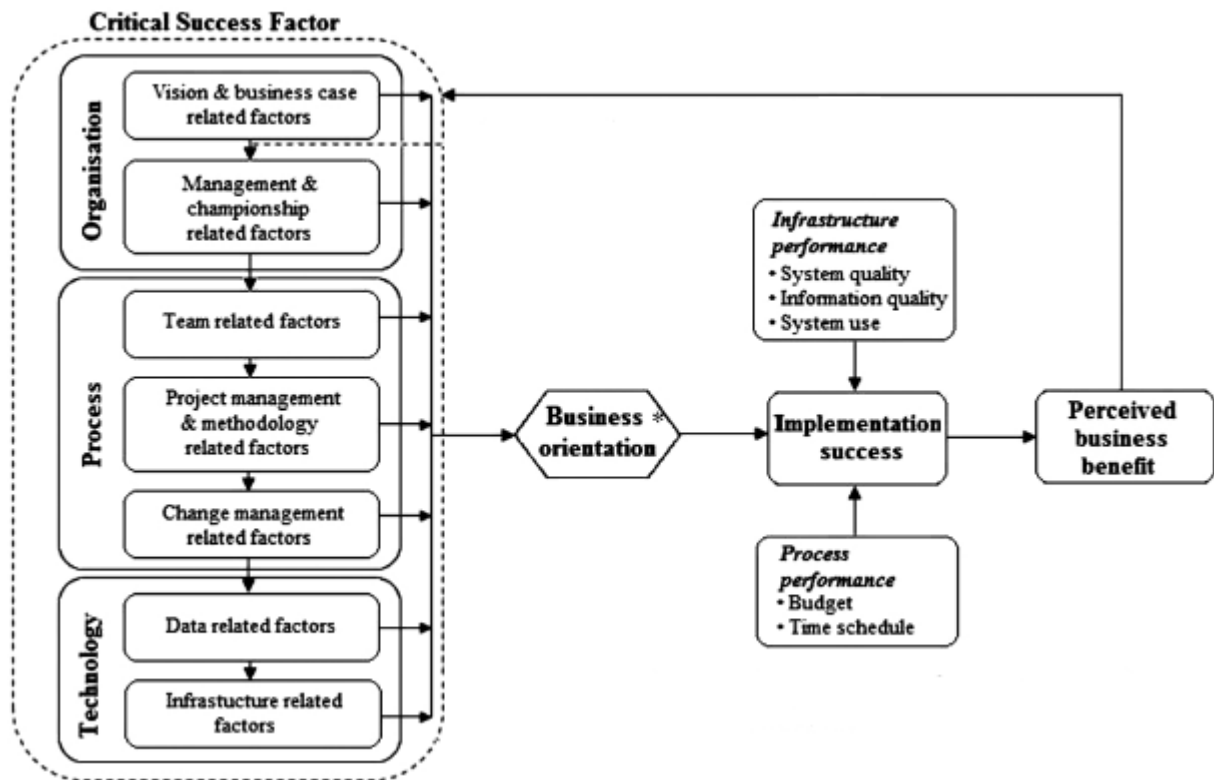 Critical Success Factor
Organisation
Vision & business case
related factors
Management &
championship
related factors
Process
Team related factors
Project management
& methodology
related factors
Change management
related factors
Technology
Data related factors
Infrastucture related
factors
Business *
orientation
Infrastructure
performance
• System quality
• Information quality
• System use
Implementation
success
Process
performance
• Budget
• Time schedule
Perceived
business
benefit